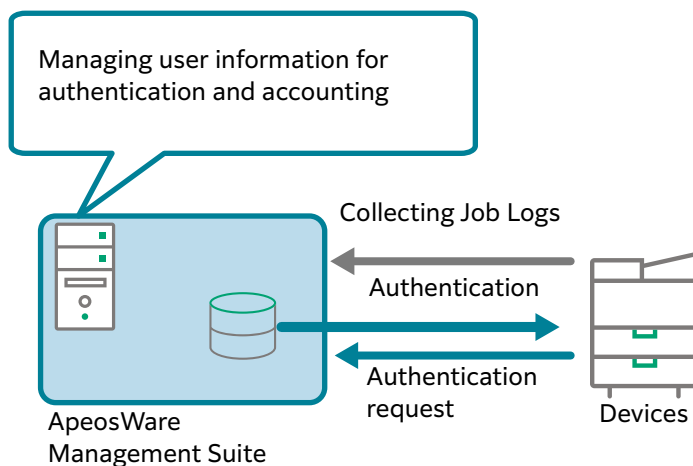 Managing user information for
authentication and accounting
Collecting Job Logs
Authentication
Authentication
request
ApeosWare
Management Suite
Devices